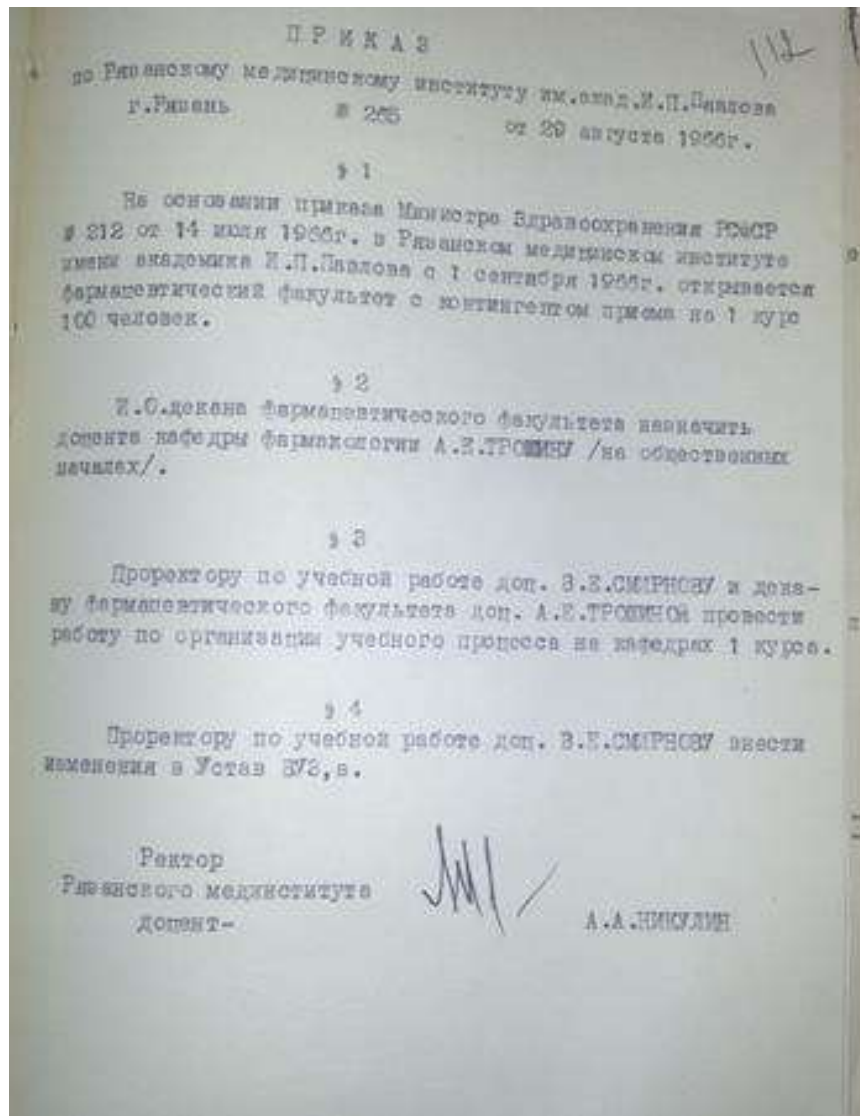 ПРИКАЗ
112
по Рязанскому медицинскому институту им.акад.И.П.Павлова
г.Рязань № 265 от 29 августа 1966г.
§ 1
На основании приказа Министра Здравоохранения РСФСР
№ 212 от 14 июля 1966г. в Рязанском медицинском институте
имени академика И.П.Павлова с 1 сентября 1966г. открывается
фармацевтический факультет с контингентом приема на 1 курс
100 человек.
§ 2
И.О.декана фармацевтического факультета назначить
доцента кафедры фармакологии А.Е.ТРОШИНУ /на общественных
началах/.
§ 3
Проректору по учебной работе доц. В.Е.СМИРНОВУ и дека-
ну фармацевтического факультета доц. А.Е.ТРОШИНОЙ провести
работу по организации учебного процесса на кафедрах 1 курса.
§ 4
Проректору по учебной работе доц. В.Е.СМИРНОВУ внести
изменения в Устав ВУЗ,а.
Ректор
Рязанского мединститута
доцент-
А.А.НИКУЛИН